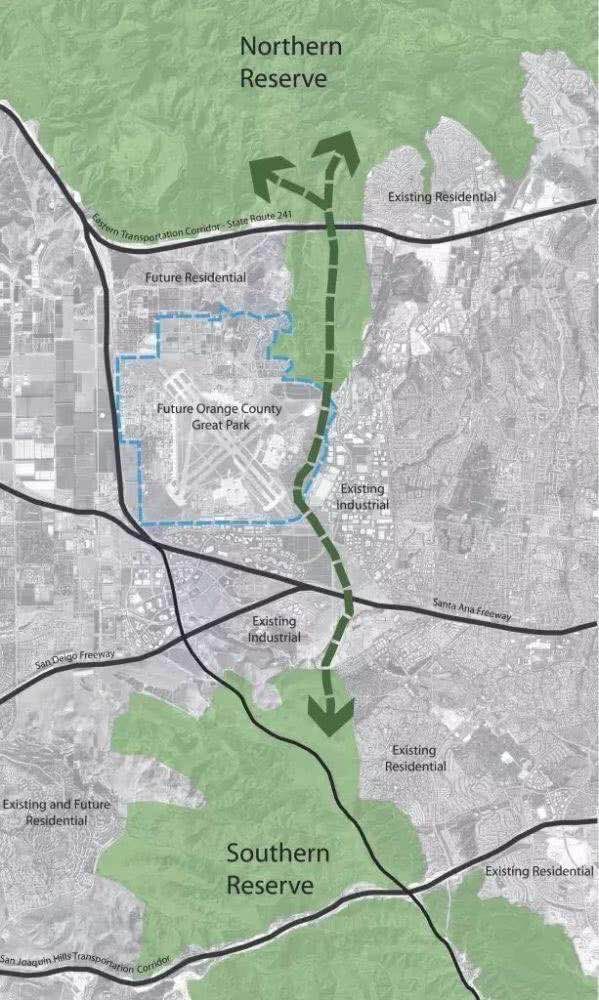 Northern
Reserve
Existing Residential
Eastern Transportation Corridor - State Route 241
Future Residential
Future Orange County
Great Park
Existing
Industrial
Santa Ana Freeway
Existing
Industrial
San Deigo Freeway
Existing
Residential
Existing and Future
Residential
Southern
Reserve
Existing Residential
San Joaquin Hills Transportation Corridor